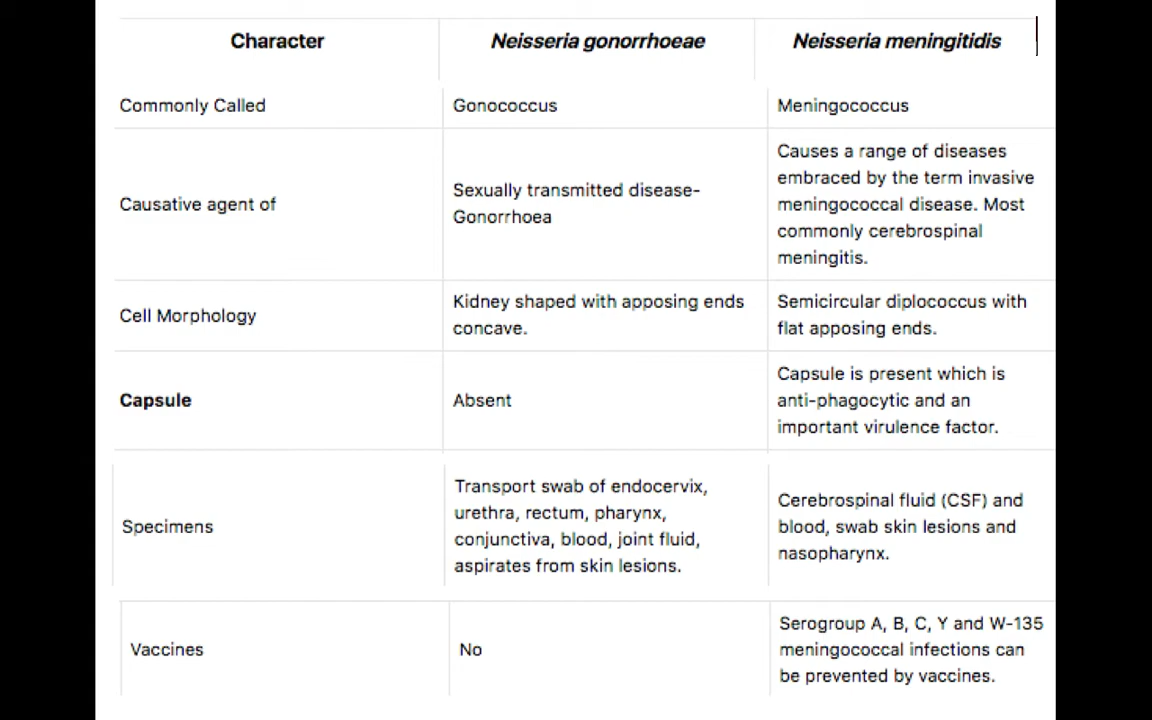 Character Neisseria gonorrhoeae Neisseria meningitidis
Commonly Called Gonococcus Meningococcus
Causative agent of
Sexually transmitted disease-
Gonorrhoea
Causes a range of diseases
embraced by the term invasive
meningococcal disease. Most
commonly cerebrospinal
meningitis.
Cell Morphology
Kidney shaped with apposing ends
concave.
Semicircular diplococcus with
flat apposing ends.
Capsule
Absent
Capsule is present which is
anti-phagocytic and an
important virulence factor.
Specimens
Transport swab of endocervix,
urethra, rectum, pharynx,
conjunctiva, blood, joint fluid,
aspirates from skin lesions.
Cerebrospinal fluid (CSF) and
blood, swab skin lesions and
nasopharynx.
Vaccines
No
Serogroup A, B, C, Y and W-135
meningococcal infections can
be prevented by vaccines.